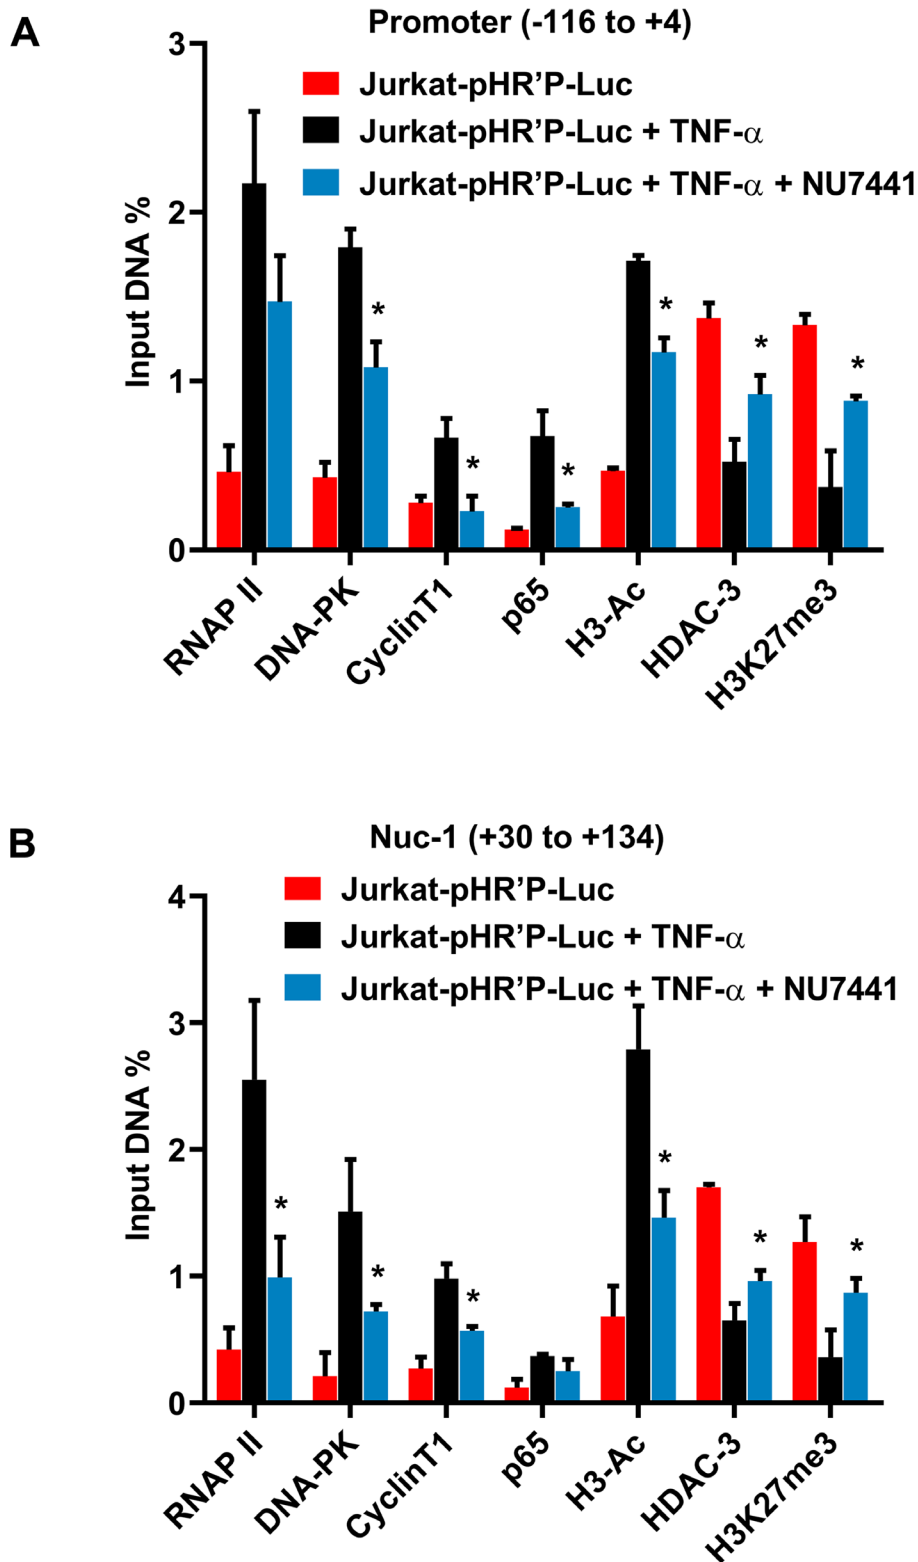 A
Promoter (-116 to +4)
Jurkat-pHR’P-Luc
Jurkat-pHR’P-Luc + TNF-α
Jurkat-pHR’P-Luc + TNF-α + NU7441
Input DNA %
3
2
1
0
*
*
*
*
*
*
RNAP II
DNA-PK
CyclinT1
p65
H3-Ac
HDAC-3
H3K27me3
B
Nuc-1 (+30 to +134)
Jurkat-pHR’P-Luc
Jurkat-pHR’P-Luc + TNF-α
Jurkat-pHR’P-Luc + TNF-α + NU7441
Input DNA %
4
3
2
1
0
*
*
*
*
*
*
RNAP II
DNA-PK
CyclinT1
p65
H3-Ac
HDAC-3
H3K27me3